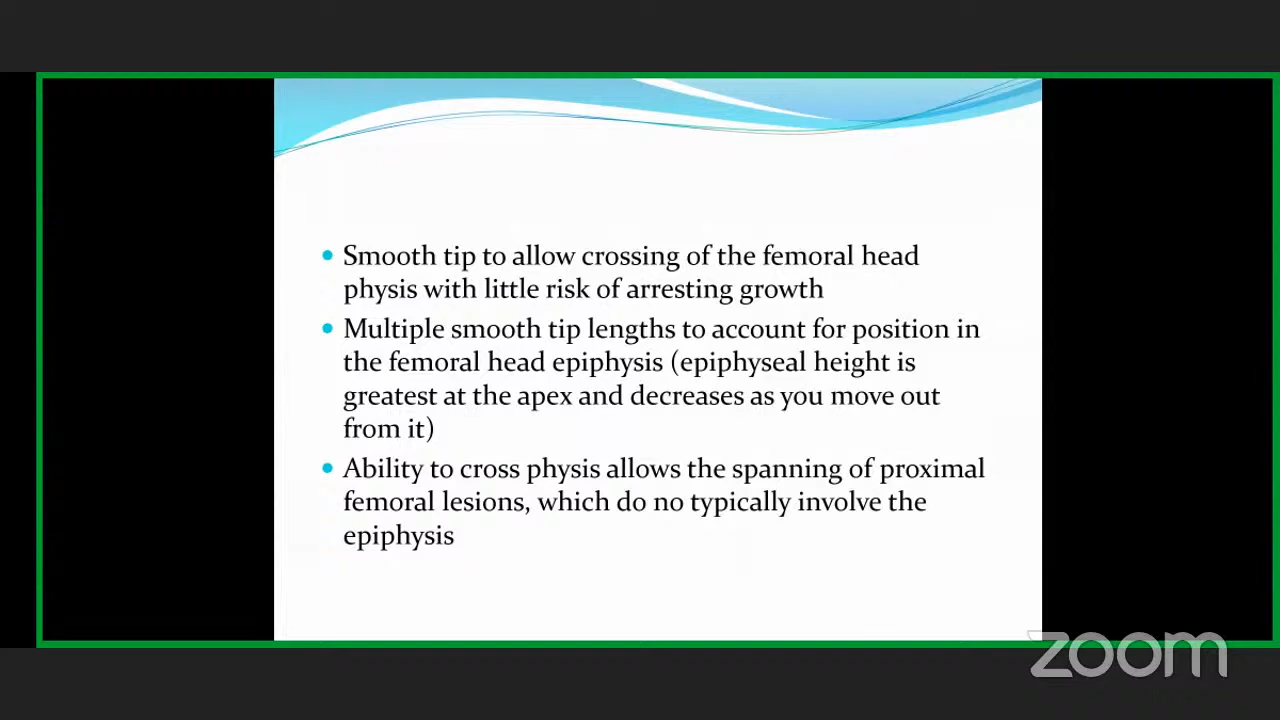 Smooth tip to allow crossing of the femoral head
physis with little risk of arresting growth
Multiple smooth tip lengths to account for position in
the femoral head epiphysis (epiphyseal height is
greatest at the apex and decreases as you move out
from it)
Ability to cross physis allows the spanning of proximal
femoral lesions, which do no typically involve the
epiphysis
zoom